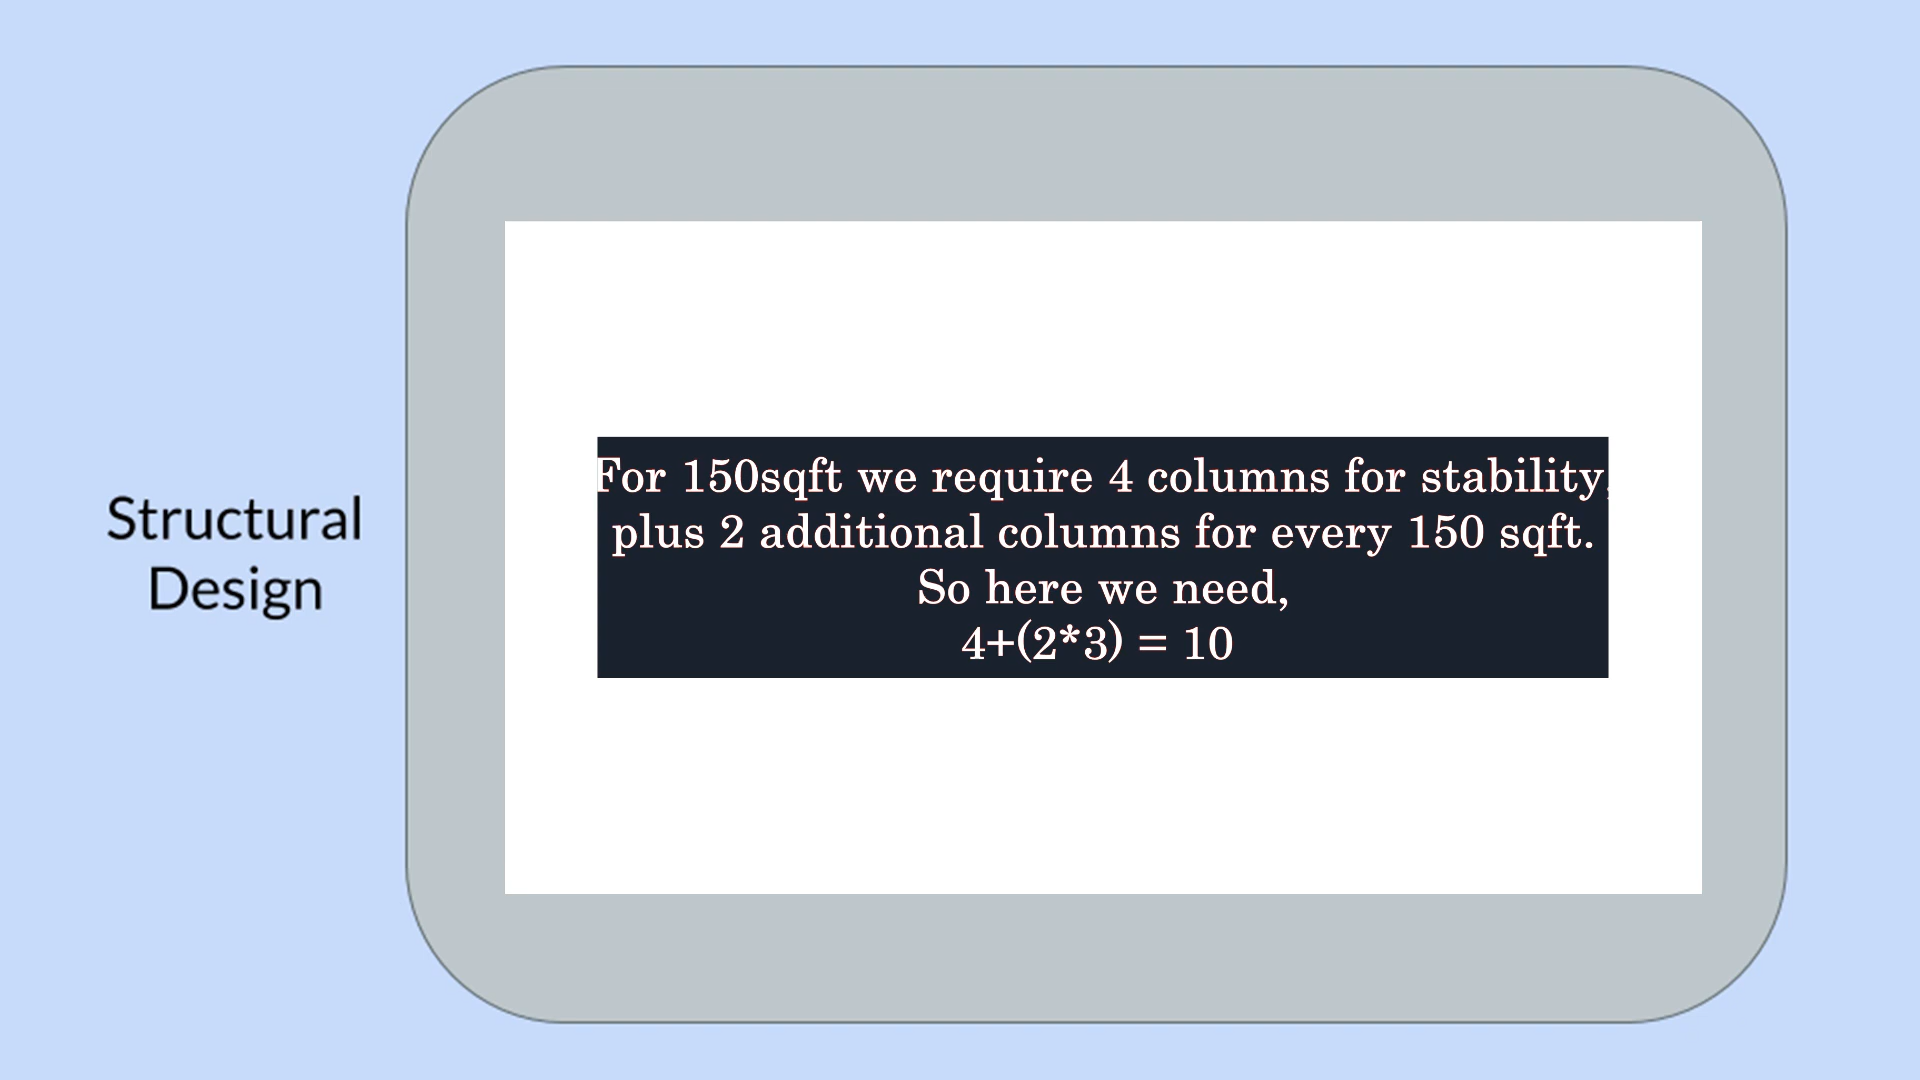 Structural
Design
For 150sqft we require 4 columns for stability,
plus 2 additional columns for every 150 sqft.
So here we need,
4+(2*3) = 10